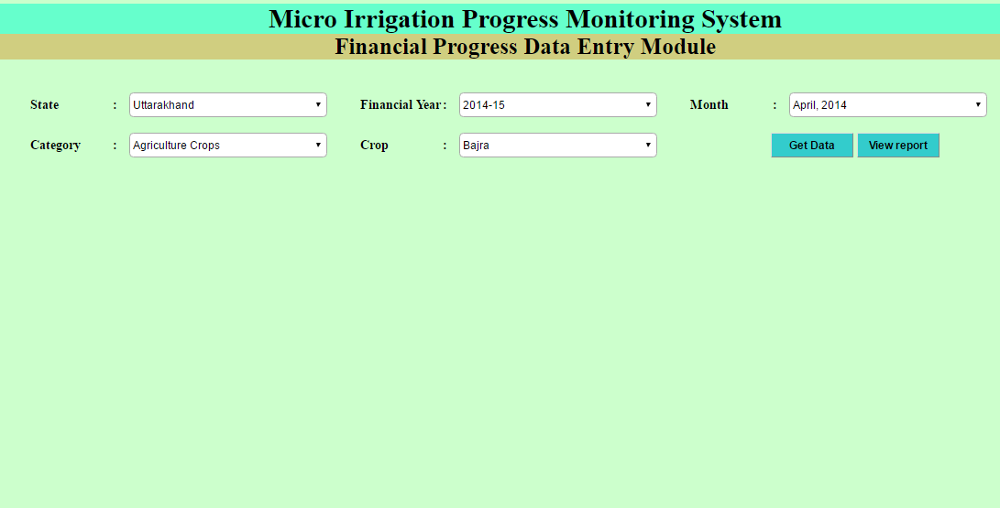 Micro Irrigation Progress Monitoring System
Financial Progress Data Entry Module
State : Uttarakhand Financial Year : 2014-15 Month : April, 2014
Category : Agriculture Crops Crop : Bajra Get Data View report